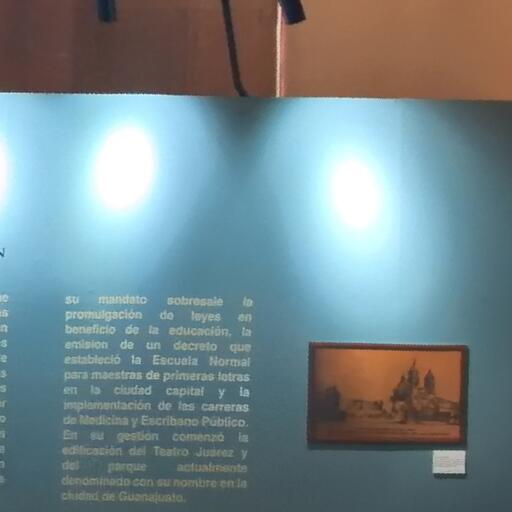 su mandato sobresale la
promulgación de leyes en
beneficio de la educación, la
emisión de un decreto que
estableció la Escuela Normal
para maestras de primeras letras
en la ciudad capital y la
implementación de las carreras
de Medicina y Escribano Público.
En su gestión comenzó la
edificación del Teatro Juárez y
del parque actualmente
denominado con su nombre en la
ciudad de Guanajuato.